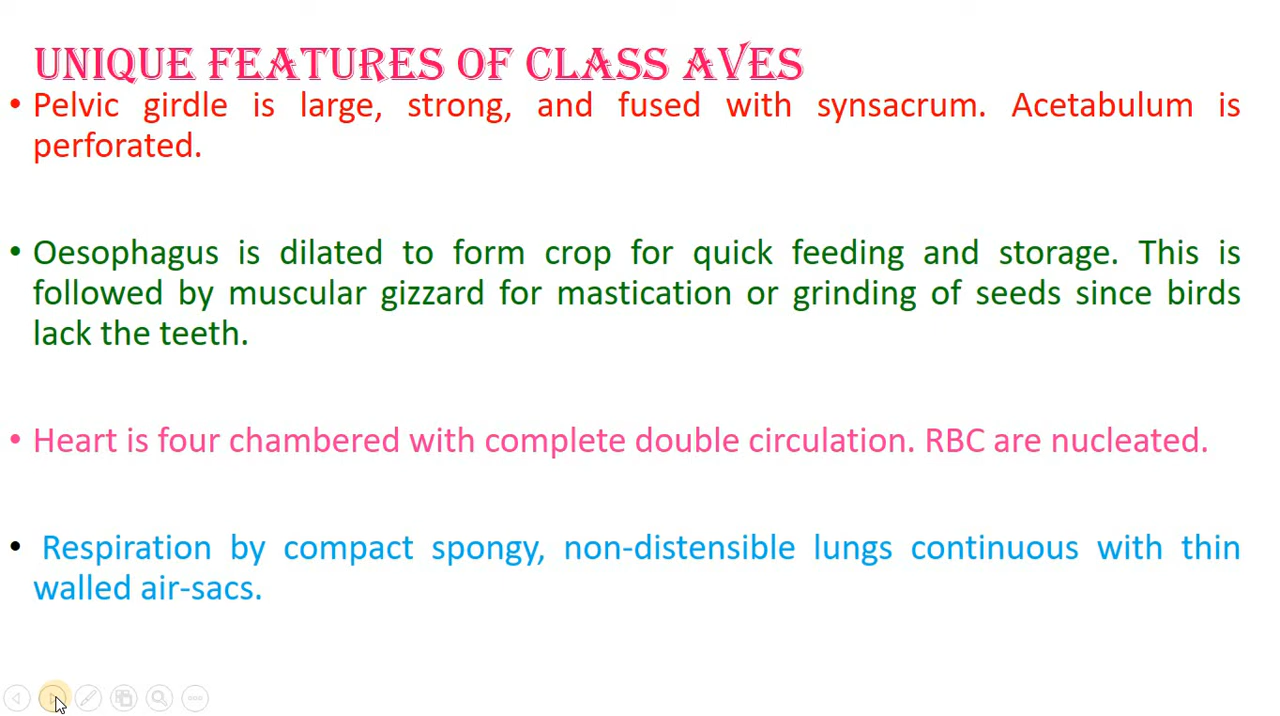 UNIQUE FEATURES OF CLASS AVES
• Pelvic girdle is large, strong, and fused with synsacrum. Acetabulum is
perforated.
• Oesophagus is dilated to form crop for quick feeding and storage. This is
followed by muscular gizzard for mastication or grinding of seeds since birds
lack the teeth.
• Heart is four chambered with complete double circulation. RBC are nucleated.
• Respiration by compact spongy, non-distensible lungs continuous with thin
walled air-sacs.